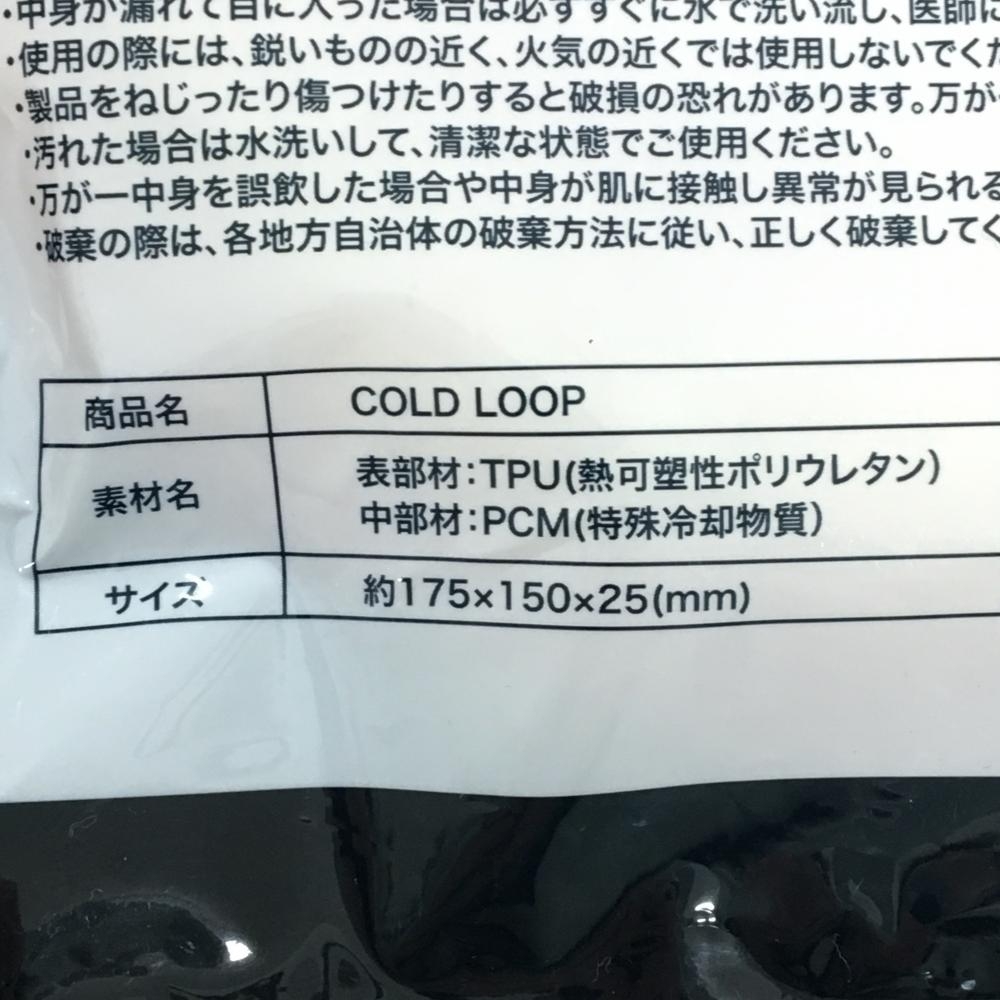 ・中身が漏れて目に入った場合は必ずすぐに水で洗い流し、医師に
・使用の際には、鋭いものの近く、火気の近くでは使用しないでくだ
・製品をねじったり傷つけたりすると破損の恐れがあります。万が
・汚れた場合は水洗いして、清潔な状態でご使用ください。
・万が一中身を誤飲した場合や中身が肌に接触し異常が見られる
・破棄の際は、各地方自治体の破棄方法に従い、正しく破棄してく
商品名 COLD LOOP
素材名 表部材：TPU(熱可塑性ポリウレタン）
中部材：PCM(特殊冷却物質）
サイズ 約175×150×25(mm)